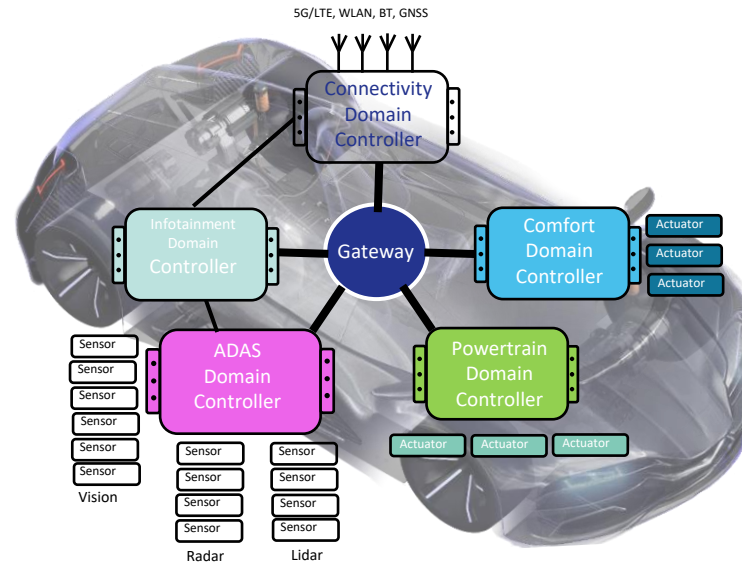 5G/LTE, WLAN, BT, GNSS
Connectivity
Domain
Controller
Infotainment
Domain
Controller
Gateway
Comfort
Domain
Controller
Actuator
Actuator
Actuator
ADAS
Domain
Controller
Powertrain
Domain
Controller
Sensor
Sensor
Sensor
Sensor
Sensor
Sensor
Vision
Actuator
Actuator
Actuator
Sensor
Sensor
Sensor
Sensor
Radar
Sensor
Sensor
Sensor
Sensor
Lidar